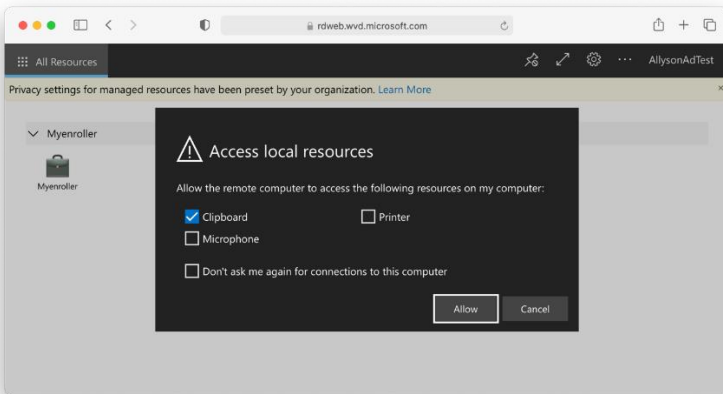 rdweb.wvd.microsoft.com
All Resources
AllysonAdTest
Privacy settings for managed resources have been preset by your organization. Learn More
Myenroller
Myenroller
Access local resources
Allow the remote computer to access the following resources on my computer:
Clipboard
Printer
Microphone
Don't ask me again for connections to this computer
Allow
Cancel